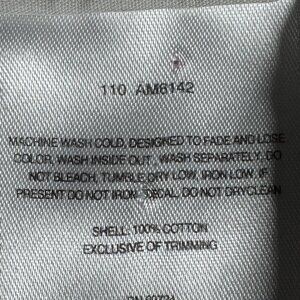 110 AM8142
MACHINE WASH COLD, DESIGNED TO FADE AND LOSE
COLOR, WASH INSIDE OUT, WASH SEPARATELY, DO
NOT BLEACH, TUMBLE DRY LOW, IRON LOW, IF
PRESENT DO NOT IRON DECAL, DO NOT DRYCLEAN
SHELL: 100% COTTON
EXCLUSIVE OF TRIMMING